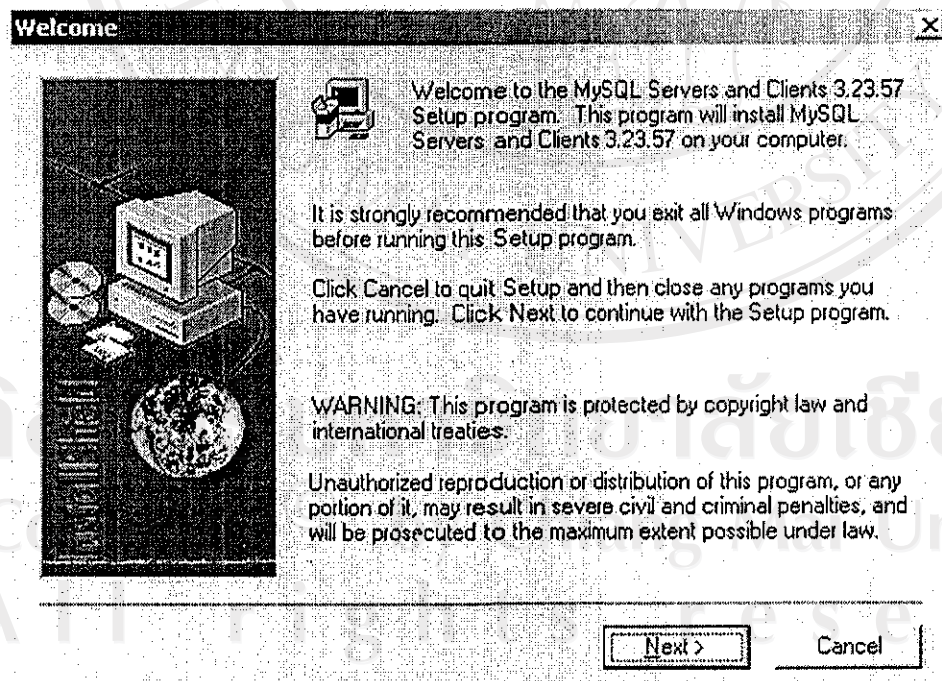 Welcome
Welcome to the MySQL Servers and Clients 3.23.57
Setup program. This program will install MySQL
Servers and Clients 3.23.57 on your computer.
It is strongly recommended that you exit all Windows programs
before running this Setup program.
Click Cancel to quit Setup and then close any programs you
have running. Click Next to continue with the Setup program.
WARNING: This program is protected by copyright law and
international treaties.
Unauthorized reproduction or distribution of this program, or any
portion of it, may result in severe civil and criminal penalties, and
will be prosecuted to the maximum extent possible under law.
InstallShield
Next >
Cancel
VERSITY
All rights rese